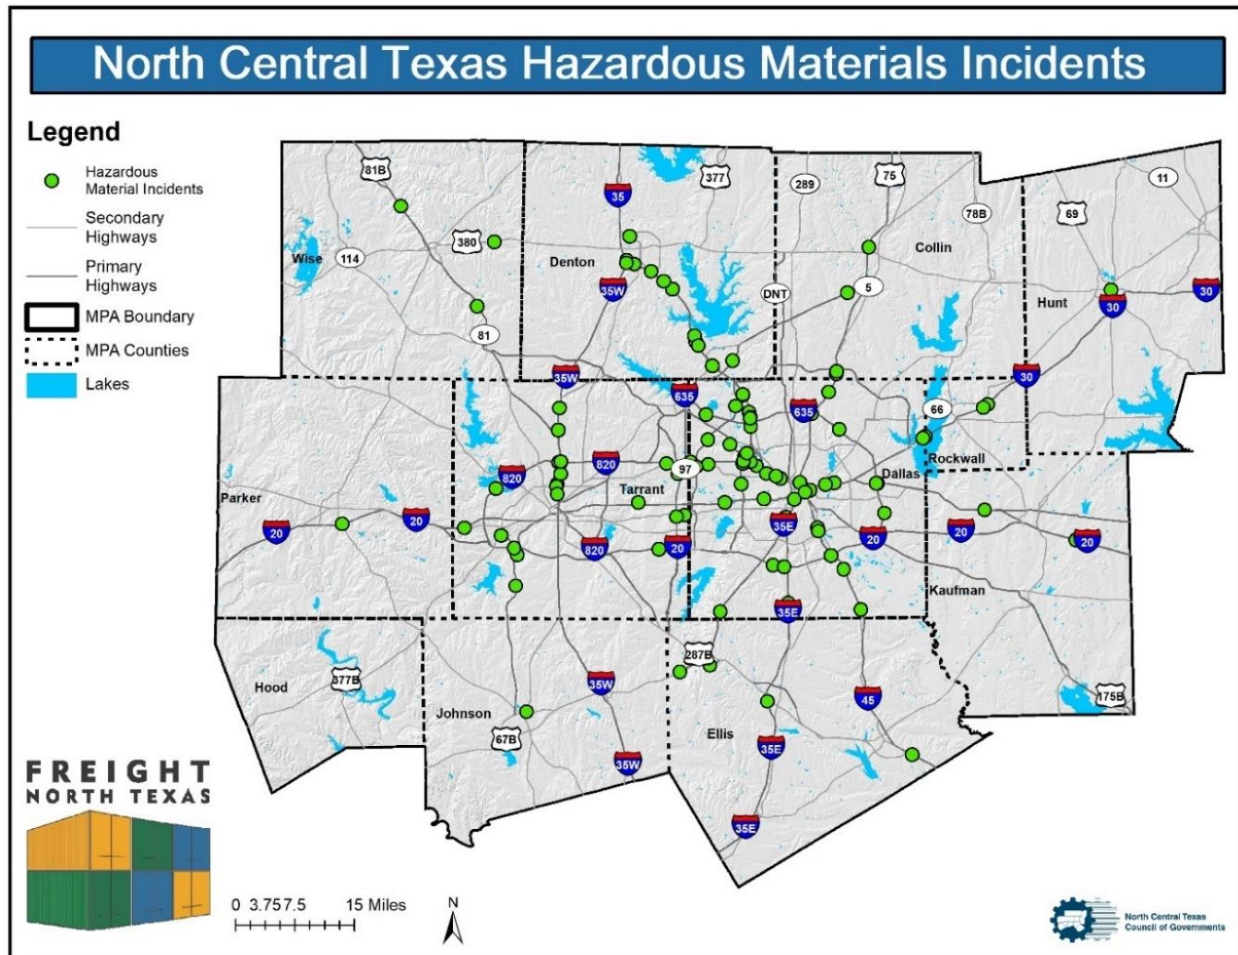 North Central Texas Hazardous Materials Incidents
Legend
Hazardous
Material Incidents
Secondary
Highways
Primary
Highways
MPA Boundary
MPA Counties
Lakes
81B
377
289
75
11
35
78B
69
380
Wise
114
Denton
Collin
35W
DNT
5
Hunt
30
30
81
35W
635
635
30
66
820
820
97
Rockwall
Dallas
Tarrant
Parker
20
20
35E
20
20
20
820
20
Kaufman
35E
287B
Hood
377B
35W
45
175B
Johnson
67B
Ellis
35E
35W
35E
FREIGHT
NORTH TEXAS
0 3.757.5 15 Miles
N
North Central Texas
Council of Governments